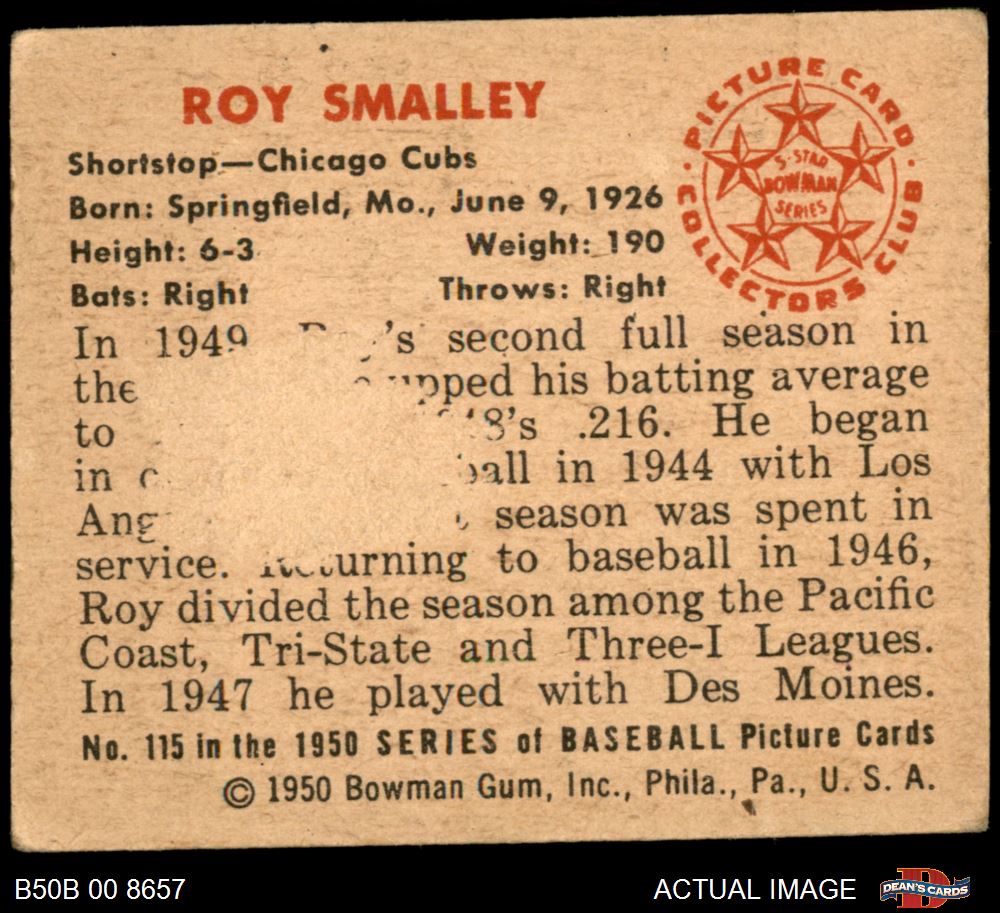 ROY SMALLEY
PICTURE CARD
COLLECTORS CLUB
5-STAR
BOWMAN
SERIES
Shortstop—Chicago Cubs
Born: Springfield, Mo., June 9, 1926
Height: 6-3 Weight: 190
Bats: Right Throws: Right
In 1949 second full season in
the his batting average
to .216. He began
in in 1944 with Los
season was spent in
service. Returning to baseball in 1946,
Roy divided the season among the Pacific
Coast, Tri-State and Three-I Leagues.
In 1947 he played with Des Moines.
No. 115 in the 1950 SERIES of BASEBALL Picture Cards
© 1950 Bowman Gum, Inc., Phila., Pa., U. S. A.
B50B 00 8657 ACTUAL IMAGE DEAN'S CARDS